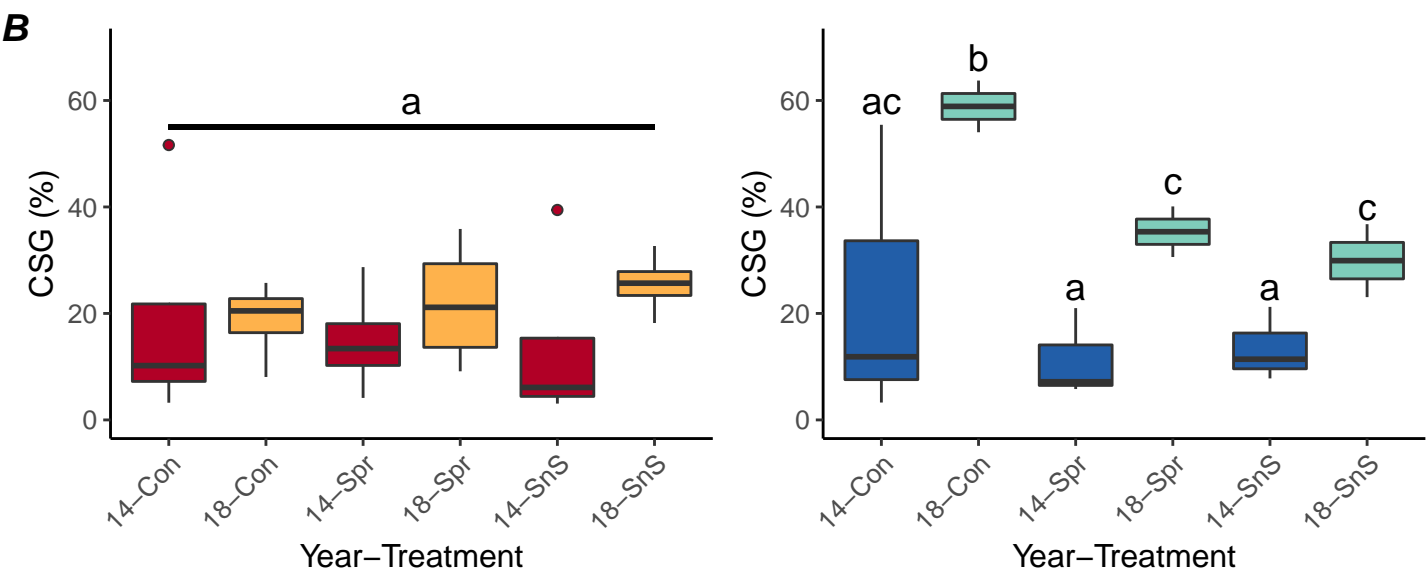 B
a
60
40
20
0
CSG (%)
14−Con
18−Con
14−Spr
18−Spr
14−SnS
18−SnS
Year−Treatment
ac
b
a
c
a
c
60
40
20
0
CSG (%)
14−Con
18−Con
14−Spr
18−Spr
14−SnS
18−SnS
Year−Treatment